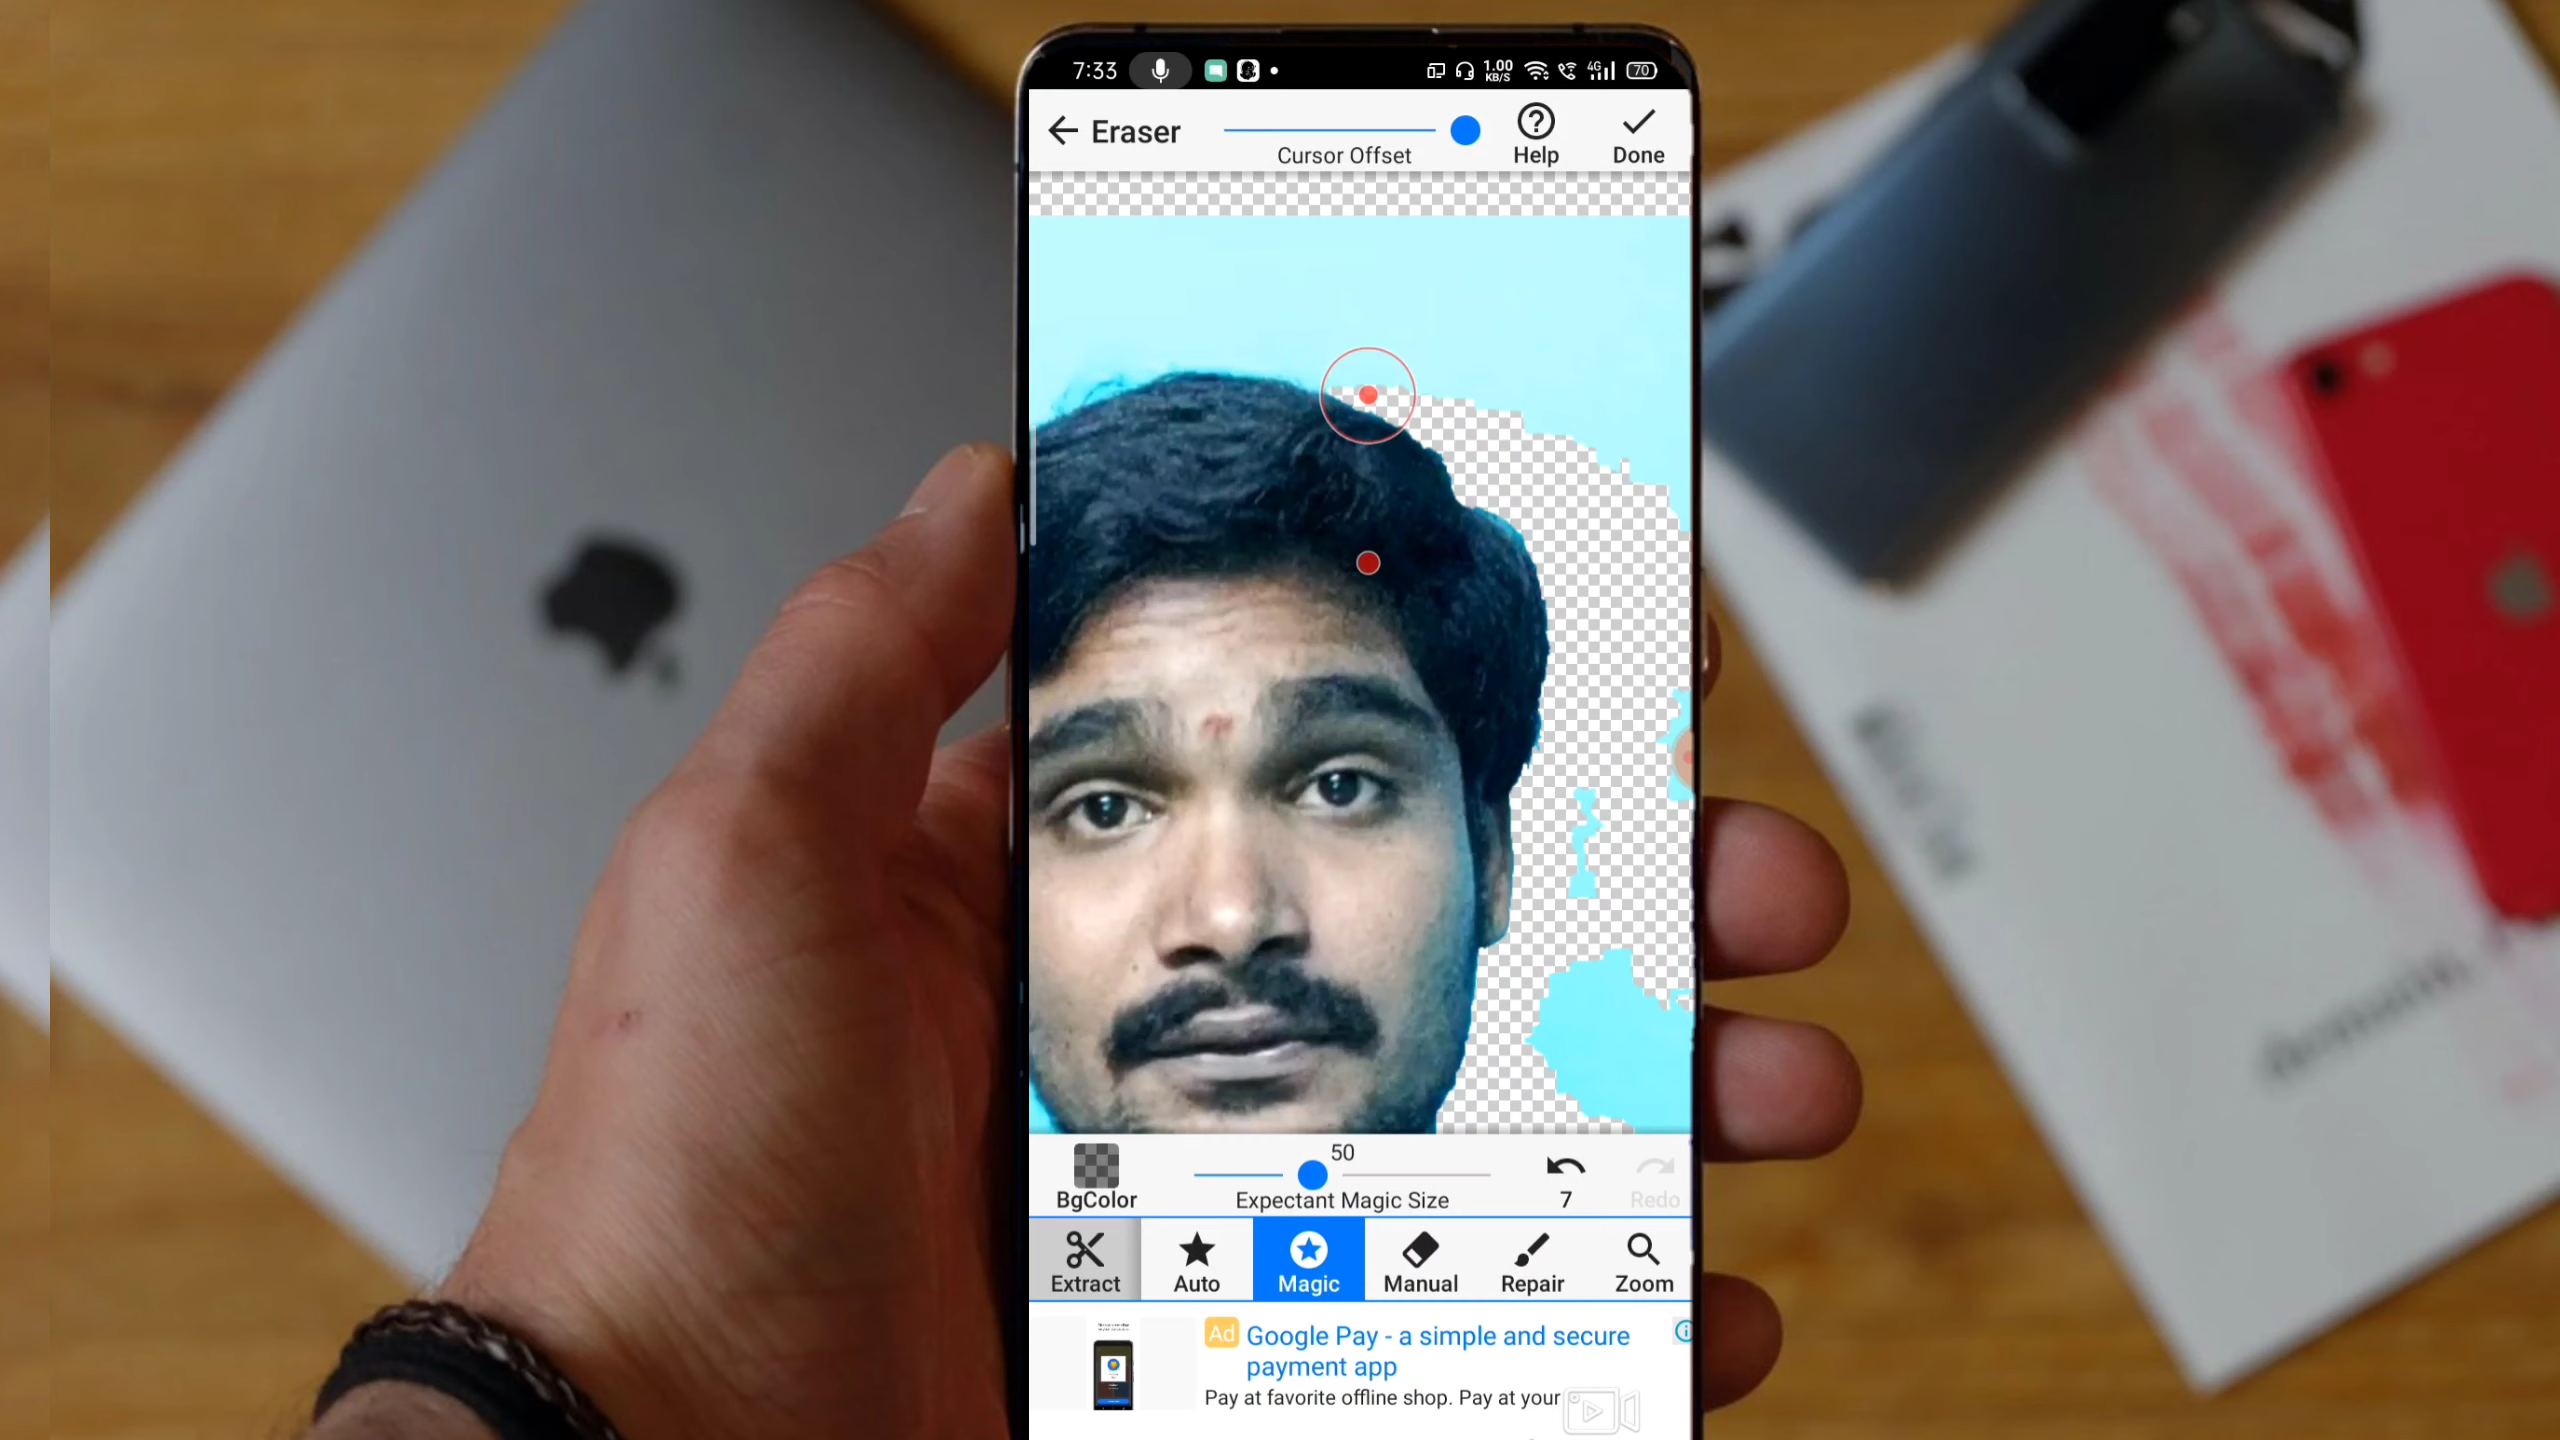 7:33
1.00
KB/S
4G
70
Eraser
Cursor Offset
Help
Done
50
BgColor
Expectant Magic Size
7
Redo
Extract
Auto
Magic
Manual
Repair
Zoom
Ad
Google Pay - a simple and secure
payment app
Pay at favorite offline shop. Pay at your